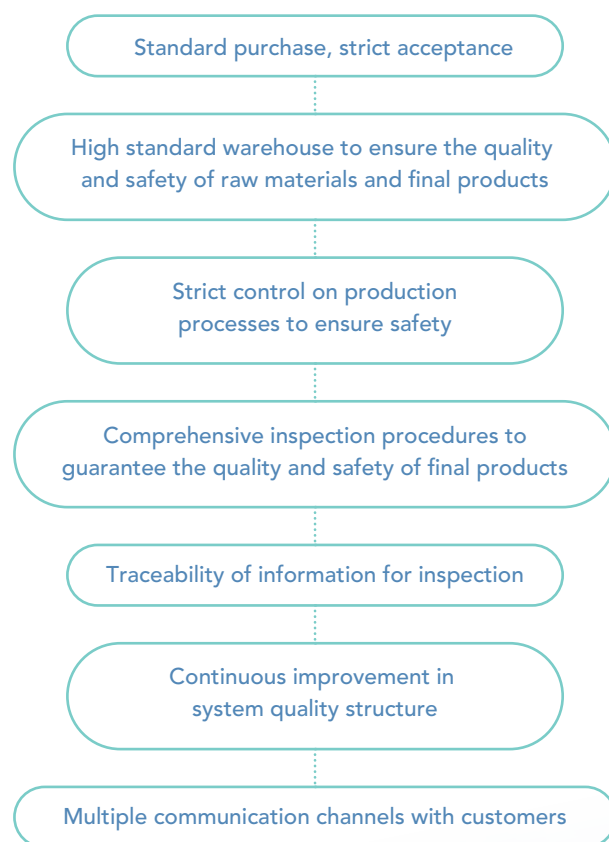 Standard purchase, strict acceptance
High standard warehouse to ensure the quality
and safety of raw materials and final products
Strict control on production
processes to ensure safety
Comprehensive inspection procedures to
guarantee the quality and safety of final products
Traceability of information for inspection
Continuous improvement in
system quality structure
Multiple communication channels with customers